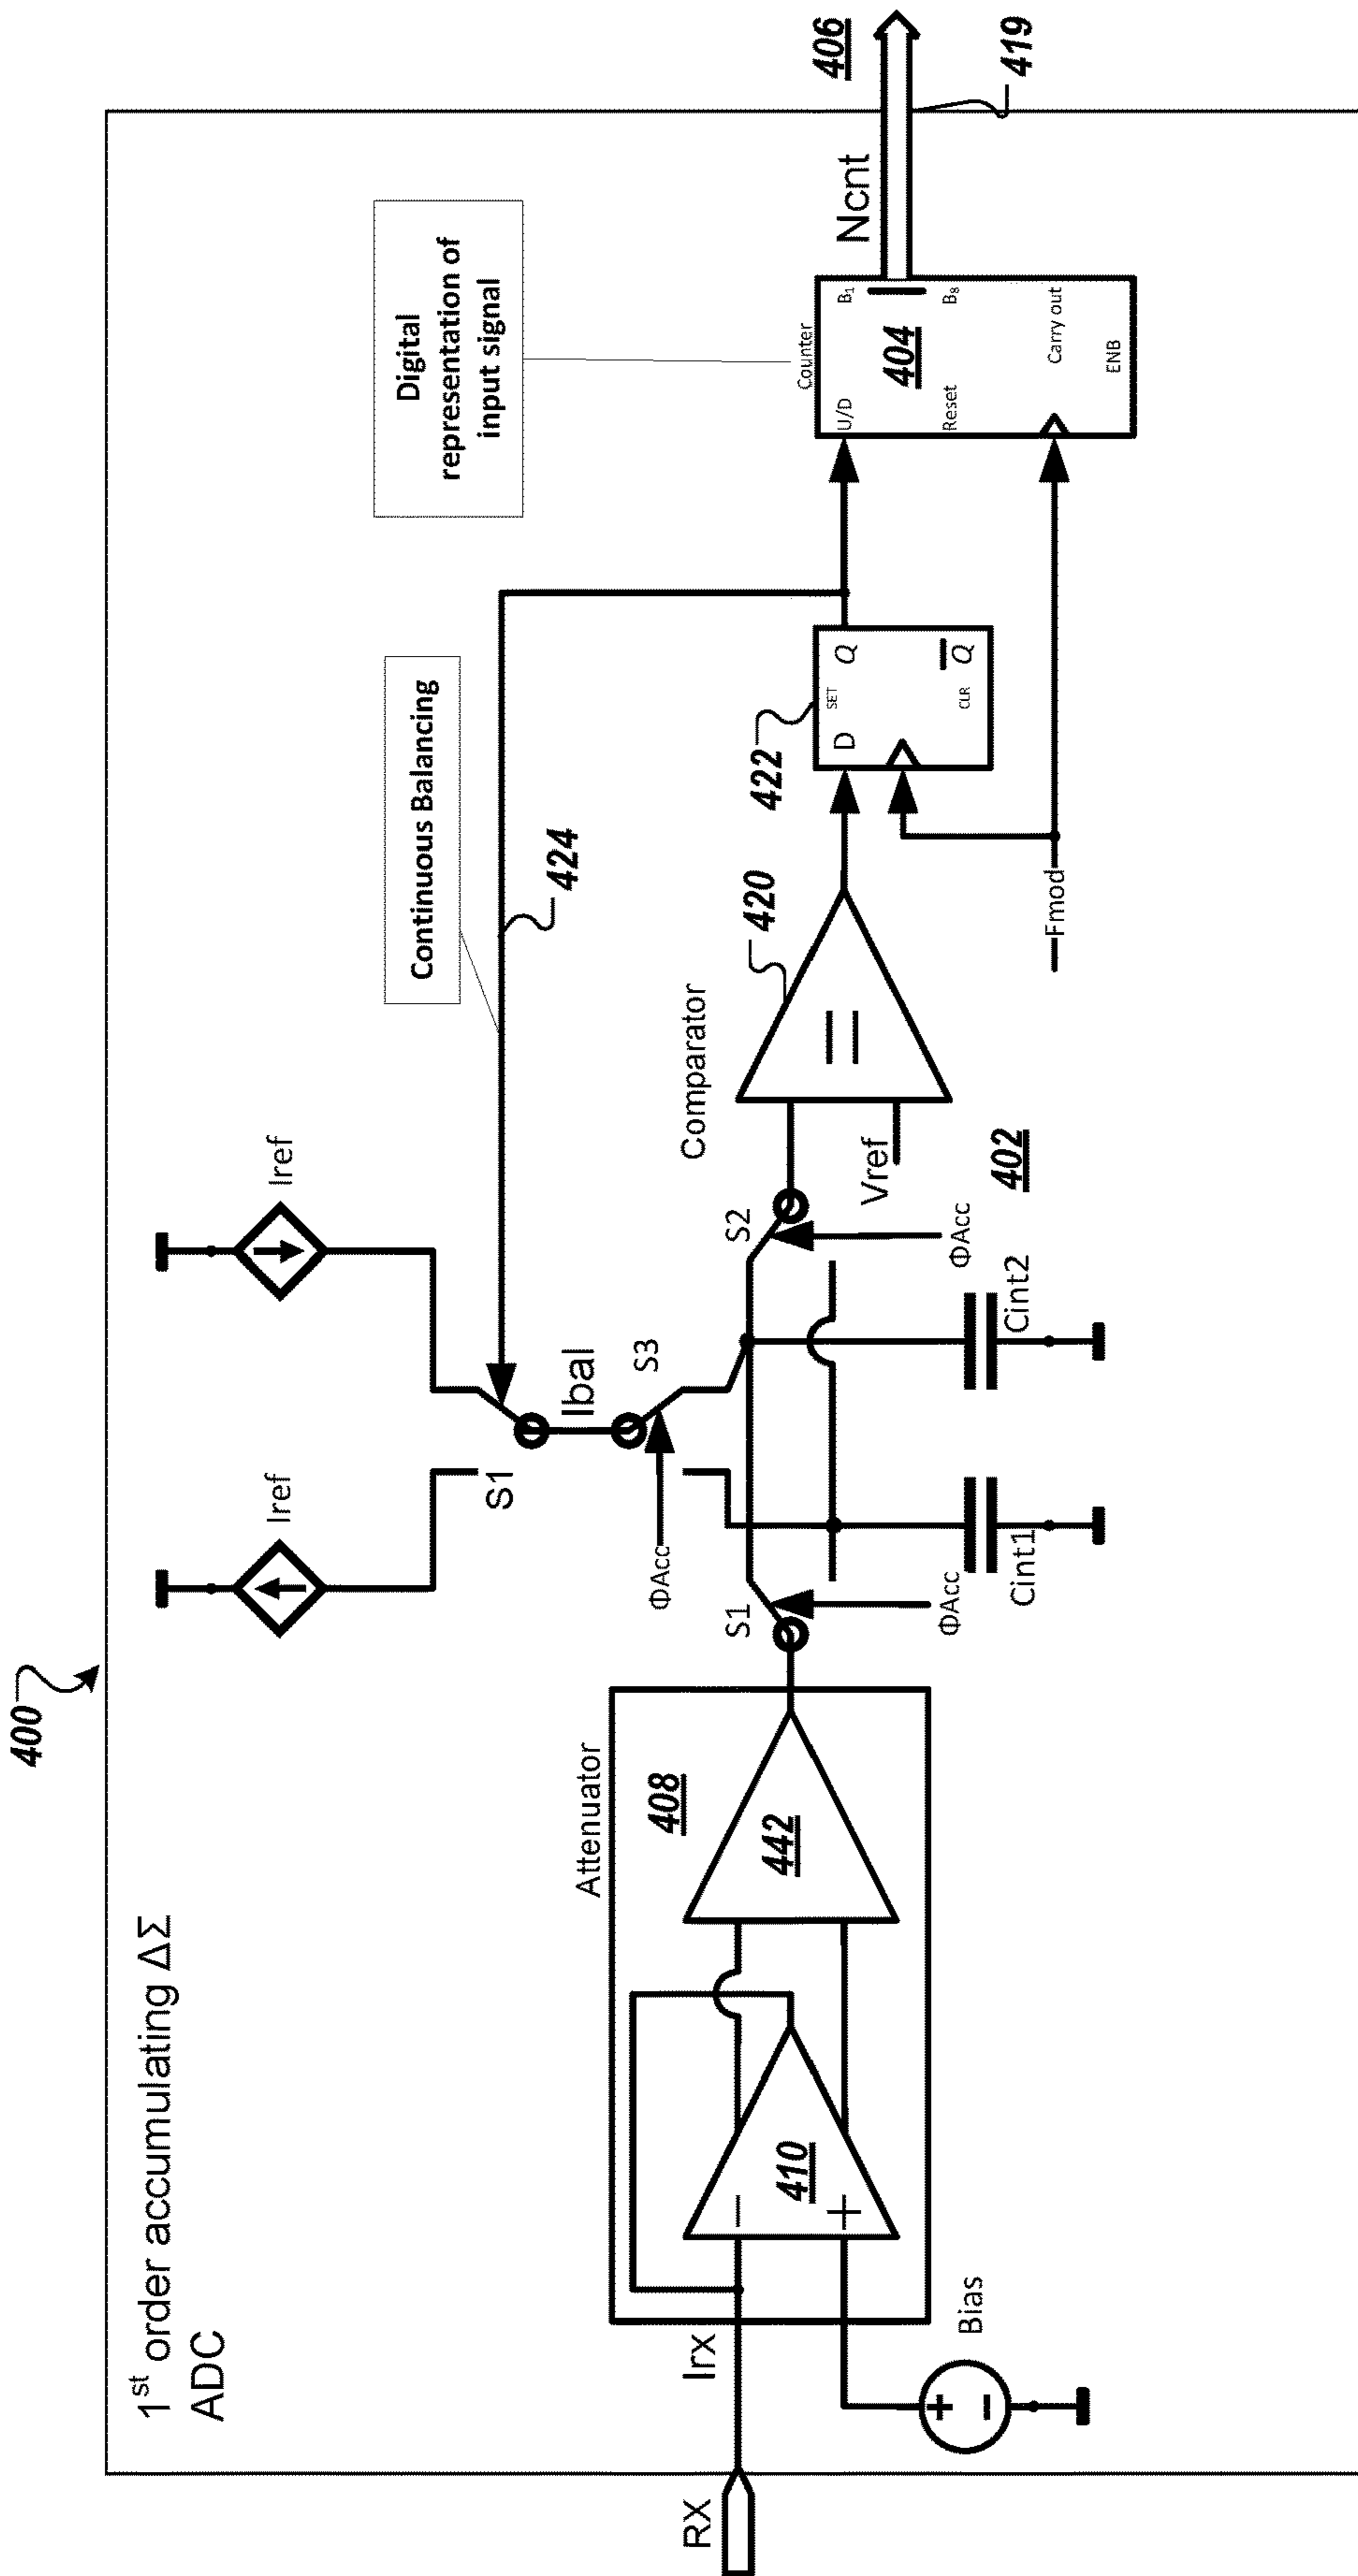 400
1st order accumulating ΔΣ
ADC
Iref
Iref
Continuous Balancing
Digital
representation of
input signal
424
S1
Ibal
S3
ΦAcc
Attenuator
408
442
410
−
+
RX
Irx
Bias
+
−
S1
ΦAcc
Cint1
Cint2
S2
ΦAcc
402
Comparator
420
=
Vref
Fmod
422
D
SET
Q
CLR
Q̅
Counter
U/D
B1
404
Reset
B8
Carry out
ENB
Ncnt
406
419